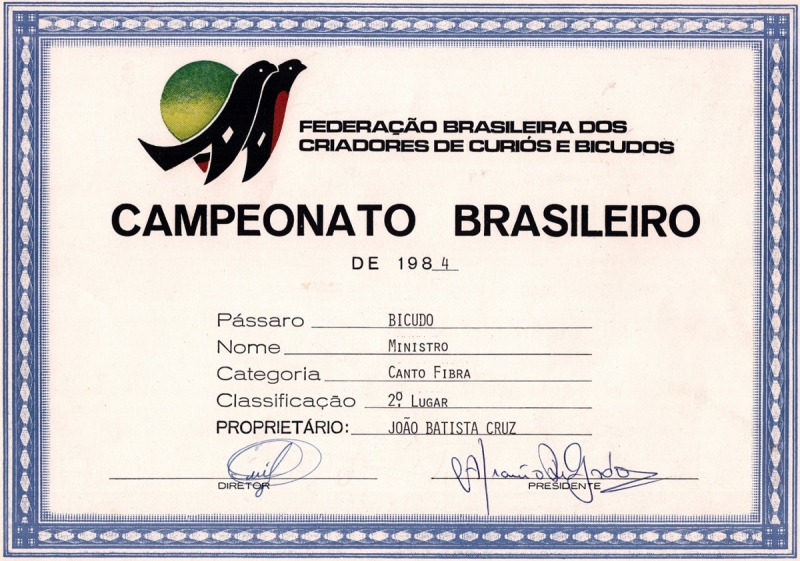 FEDERAÇÃO BRASILEIRA DOS
CRIADORES DE CURIÓS E BICUDOS
CAMPEONATO BRASILEIRO
DE 1984
Pássaro BICUDO
Nome MINISTRO
Categoria CANTO FIBRA
Classificação 2º LUGAR
PROPRIETÁRIO: JOÃO BATISTA CRUZ
DIRETOR PRESIDENTE